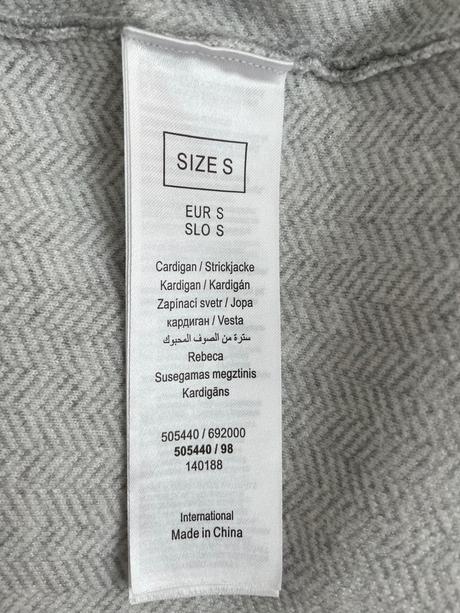 SIZE S
EUR S
SLO S
Cardigan / Strickjacke
Kardigan / Kardigán
Zapínací svetr / Jopa
кардиган / Vesta
سترة من الصوف المحبوك
Rebeca
Susegamas megztinis
Kardigāns
505440 / 692000
505440 / 98
140188
International
Made in China